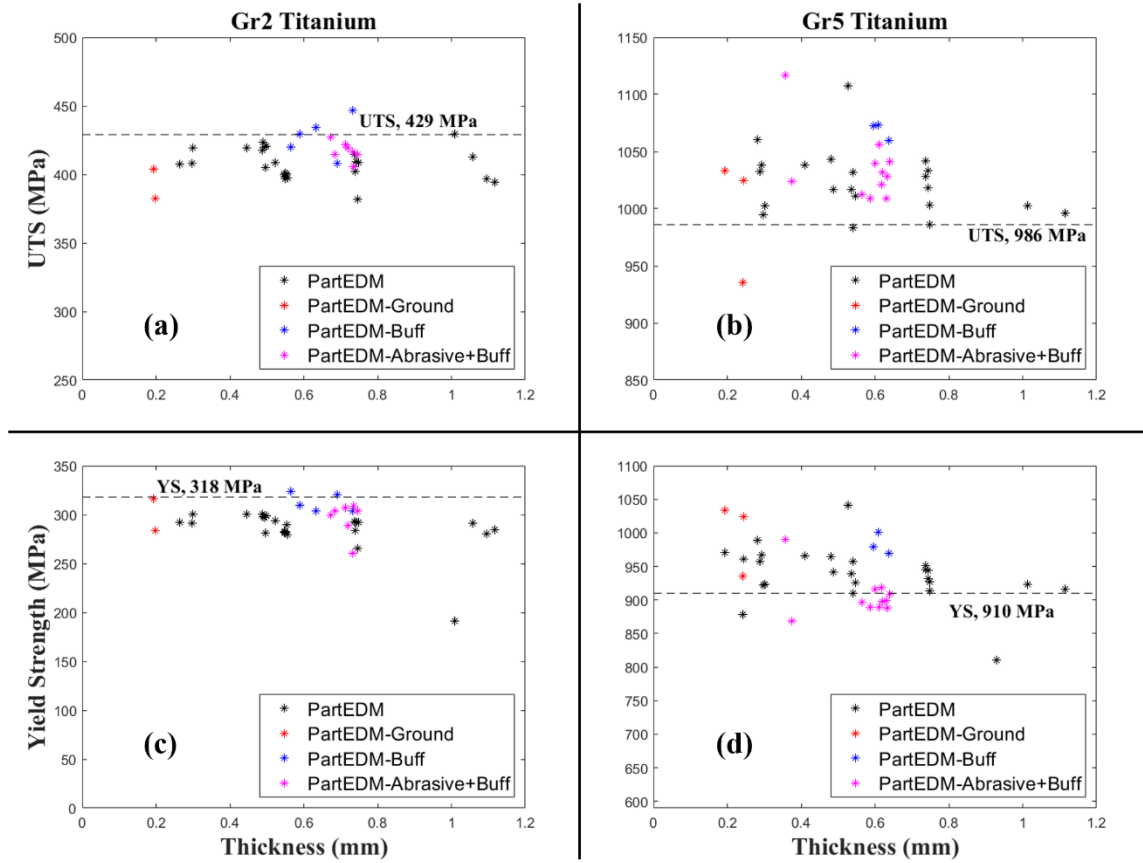 Gr2 Titanium
500
450
400
350
300
250
UTS (MPa)
UTS, 429 MPa
(a)
PartEDM
PartEDM-Ground
PartEDM-Buff
PartEDM-Abrasive+Buff
0 0.2 0.4 0.6 0.8 1 1.2
Gr5 Titanium
1150
1100
1050
1000
950
900
850
UTS, 986 MPa
(b)
PartEDM
PartEDM-Ground
PartEDM-Buff
PartEDM-Abrasive+Buff
0 0.2 0.4 0.6 0.8 1 1.2
350
300
250
200
150
100
50
0
Yield Strength (MPa)
YS, 318 MPa
(c)
PartEDM
PartEDM-Ground
PartEDM-Buff
PartEDM-Abrasive+Buff
0 0.2 0.4 0.6 0.8 1 1.2
Thickness (mm)
1100
1050
1000
950
900
850
800
750
700
650
600
YS, 910 MPa
(d)
PartEDM
PartEDM-Ground
PartEDM-Buff
PartEDM-Abrasive+Buff
0 0.2 0.4 0.6 0.8 1 1.2
Thickness (mm)